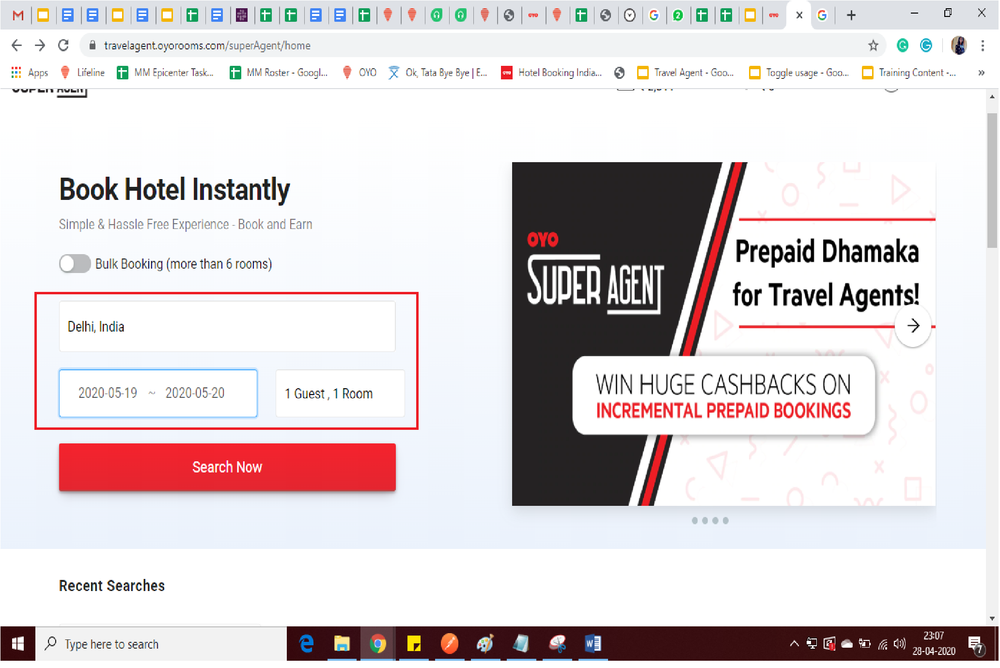 travelagent.oyorooms.com/superAgent/home
Apps Lifeline MM Epicenter Task... MM Roster - Googl... OYO Ok, Tata Bye Bye | E... OYO Hotel Booking India... Travel Agent - Goo... Toggle usage - Goo... Training Content -... »
SUPER AGENT
Book Hotel Instantly
Simple & Hassle Free Experience - Book and Earn
Bulk Booking (more than 6 rooms)
Delhi, India
2020-05-19 ~ 2020-05-20
1 Guest , 1 Room
Search Now
OYO
SUPER AGENT
Prepaid Dhamaka
for Travel Agents!
WIN HUGE CASHBACKS ON
INCREMENTAL PREPAID BOOKINGS
Recent Searches
Type here to search
23:07
28-04-2020
7